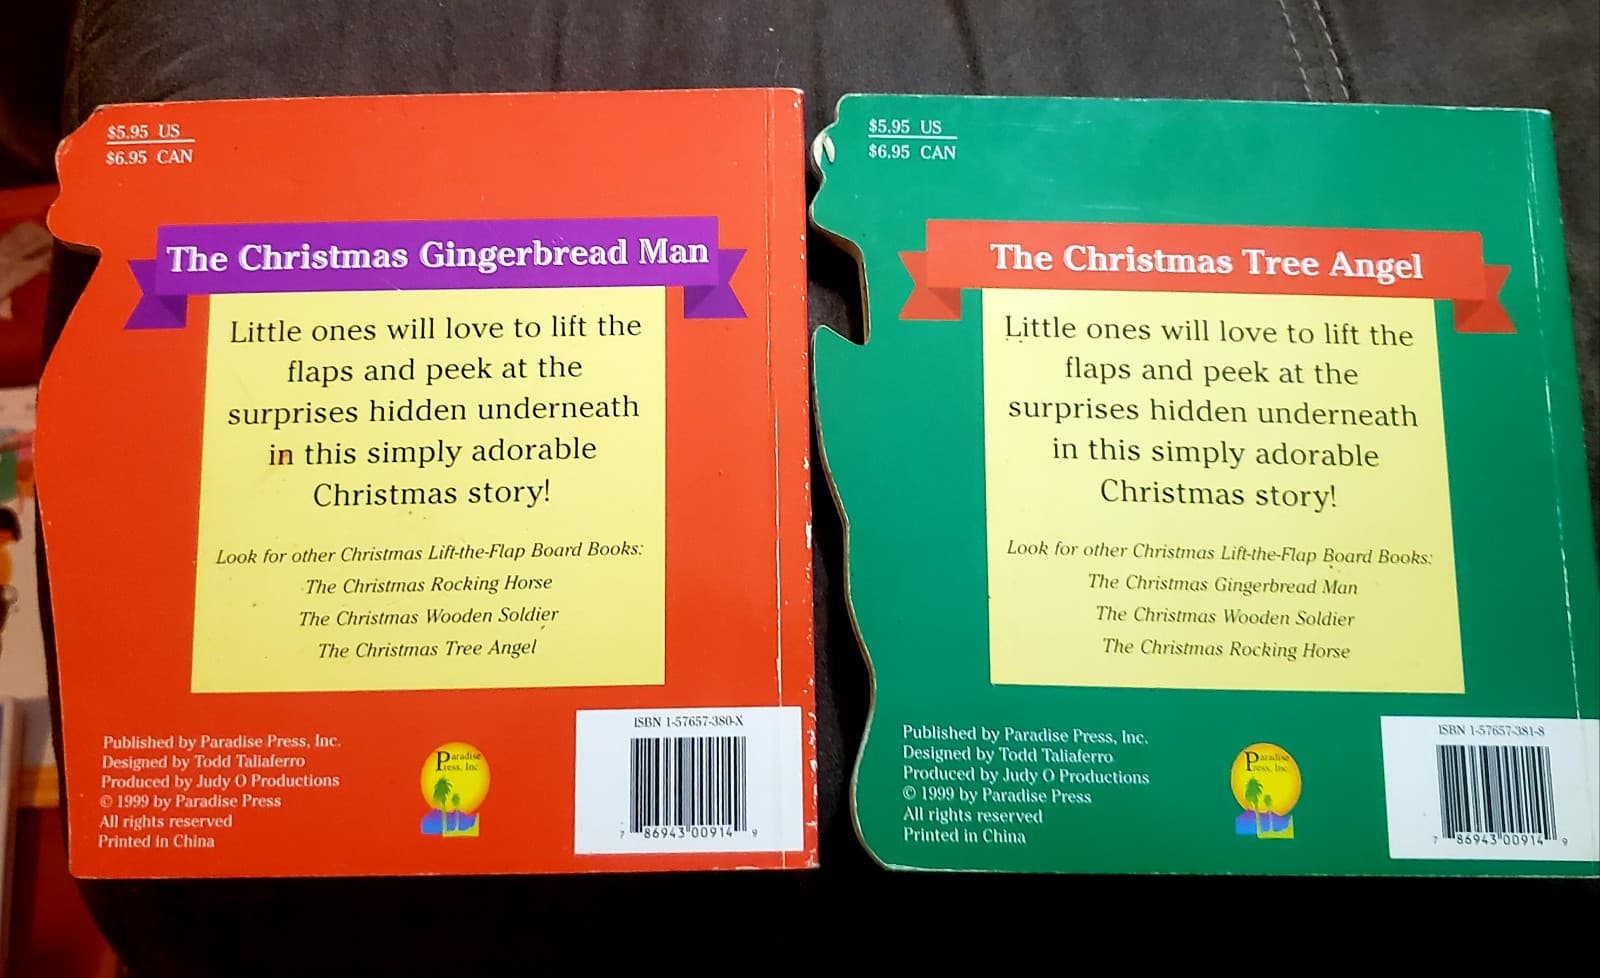 $5.95 US
$6.95 CAN
The Christmas Gingerbread Man
Little ones will love to lift the
flaps and peek at the
surprises hidden underneath
in this simply adorable
Christmas story!
Look for other Christmas Lift-the-Flap Board Books:
The Christmas Rocking Horse
The Christmas Wooden Soldier
The Christmas Tree Angel
Published by Paradise Press, Inc.
Designed by Todd Taliaferro
Produced by Judy O Productions
© 1999 by Paradise Press
All rights reserved
Printed in China
Paradise
Press, Inc.
ISBN 1-57657-380-X
7 86943 00914 9
$5.95 US
$6.95 CAN
The Christmas Tree Angel
Little ones will love to lift the
flaps and peek at the
surprises hidden underneath
in this simply adorable
Christmas story!
Look for other Christmas Lift-the-Flap Board Books:
The Christmas Gingerbread Man
The Christmas Wooden Soldier
The Christmas Rocking Horse
Published by Paradise Press, Inc.
Designed by Todd Taliaferro
Produced by Judy O Productions
© 1999 by Paradise Press
All rights reserved
Printed in China
Paradise
Press, Inc.
ISBN 1-57657-381-8
7 86943 00914 9